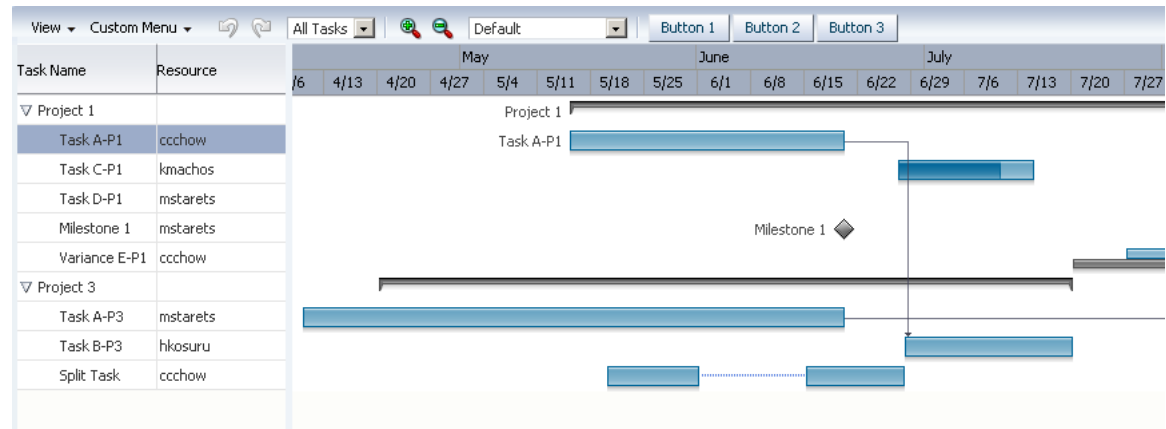 View Custom Menu All Tasks Default Button 1 Button 2 Button 3
May June July
Task Name Resource
/6 4/13 4/20 4/27 5/4 5/11 5/18 5/25 6/1 6/8 6/15 6/22 6/29 7/6 7/13 7/20 7/27
Project 1 Project 1
Task A-P1 ccchow Task A-P1
Task C-P1 kmachos
Task D-P1 mstarets
Milestone 1 mstarets Milestone 1
Variance E-P1 ccchow
Project 3
Task A-P3 mstarets
Task B-P3 hkosuru
Split Task ccchow